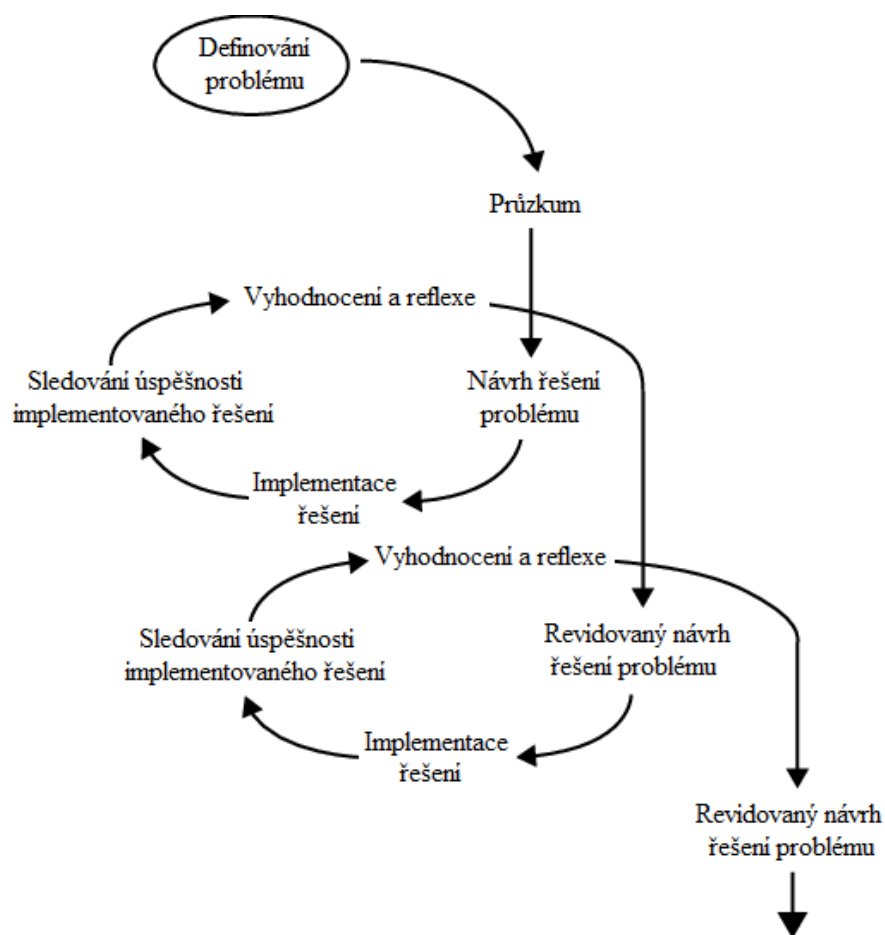 Definování
problému
Průzkum
Vyhodnocení a reflexe
Sledování úspěšnosti
implementovaného řešení
Návrh řešení
problému
Implementace
řešení
Vyhodnocení a reflexe
Sledování úspěšnosti
implementovaného řešení
Revidovaný návrh
řešení problému
Implementace
řešení
Revidovaný návrh
řešení problému